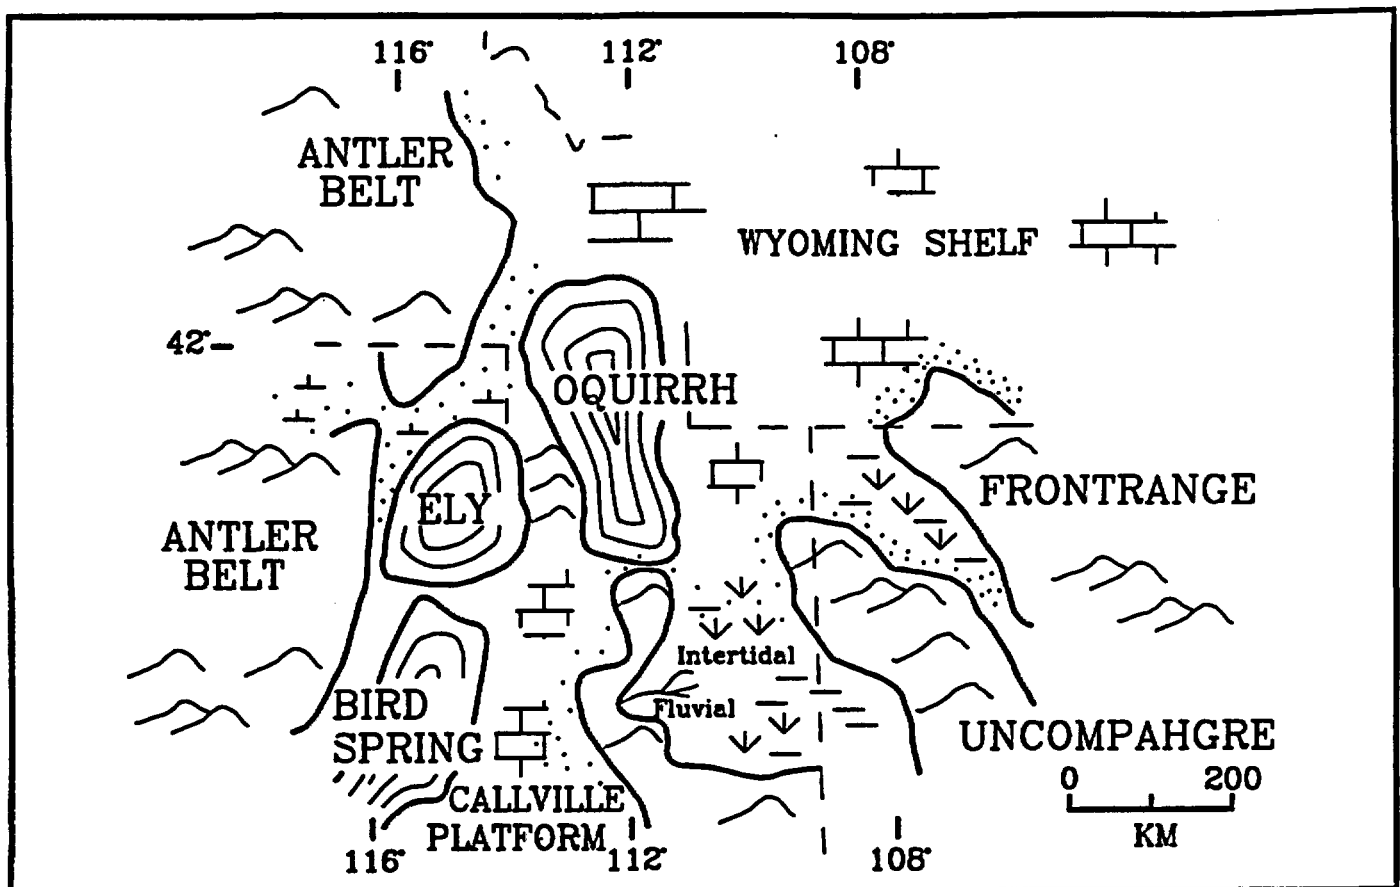 116°
112°
108°
ANTLER
BELT
WYOMING SHELF
42°
OQUIRRH
ELY
FRONTRANGE
ANTLER
BELT
Intertidal
Fluvial
BIRD
SPRING
UNCOMPAHGRE
CALLVILLE
PLATFORM
0 200
KM
116°
112°
108°